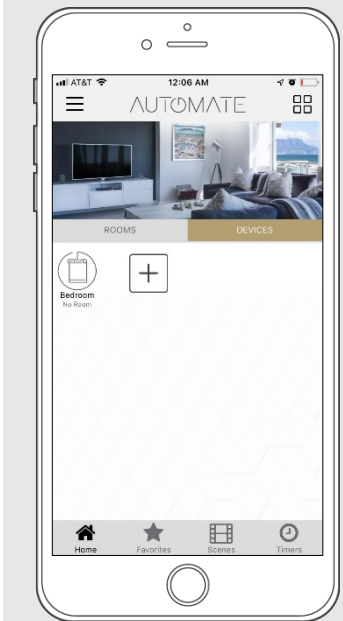 AT&T 12:06 AM
AUTOMATE
ROOMS DEVICES
Bedroom
No Room
Home Favorites Scenes Timers